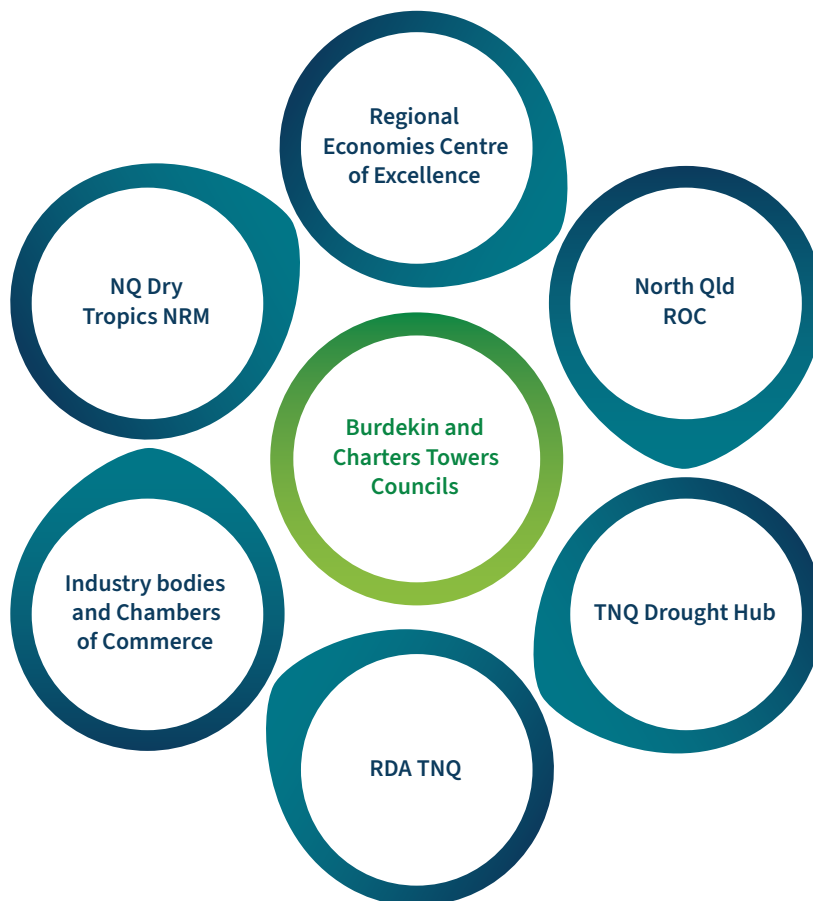 Regional
Economies Centre
of Excellence
NQ Dry
Tropics NRM
North Qld
ROC
Burdekin and
Charters Towers
Councils
Industry bodies
and Chambers
of Commerce
TNQ Drought Hub
RDA TNQ